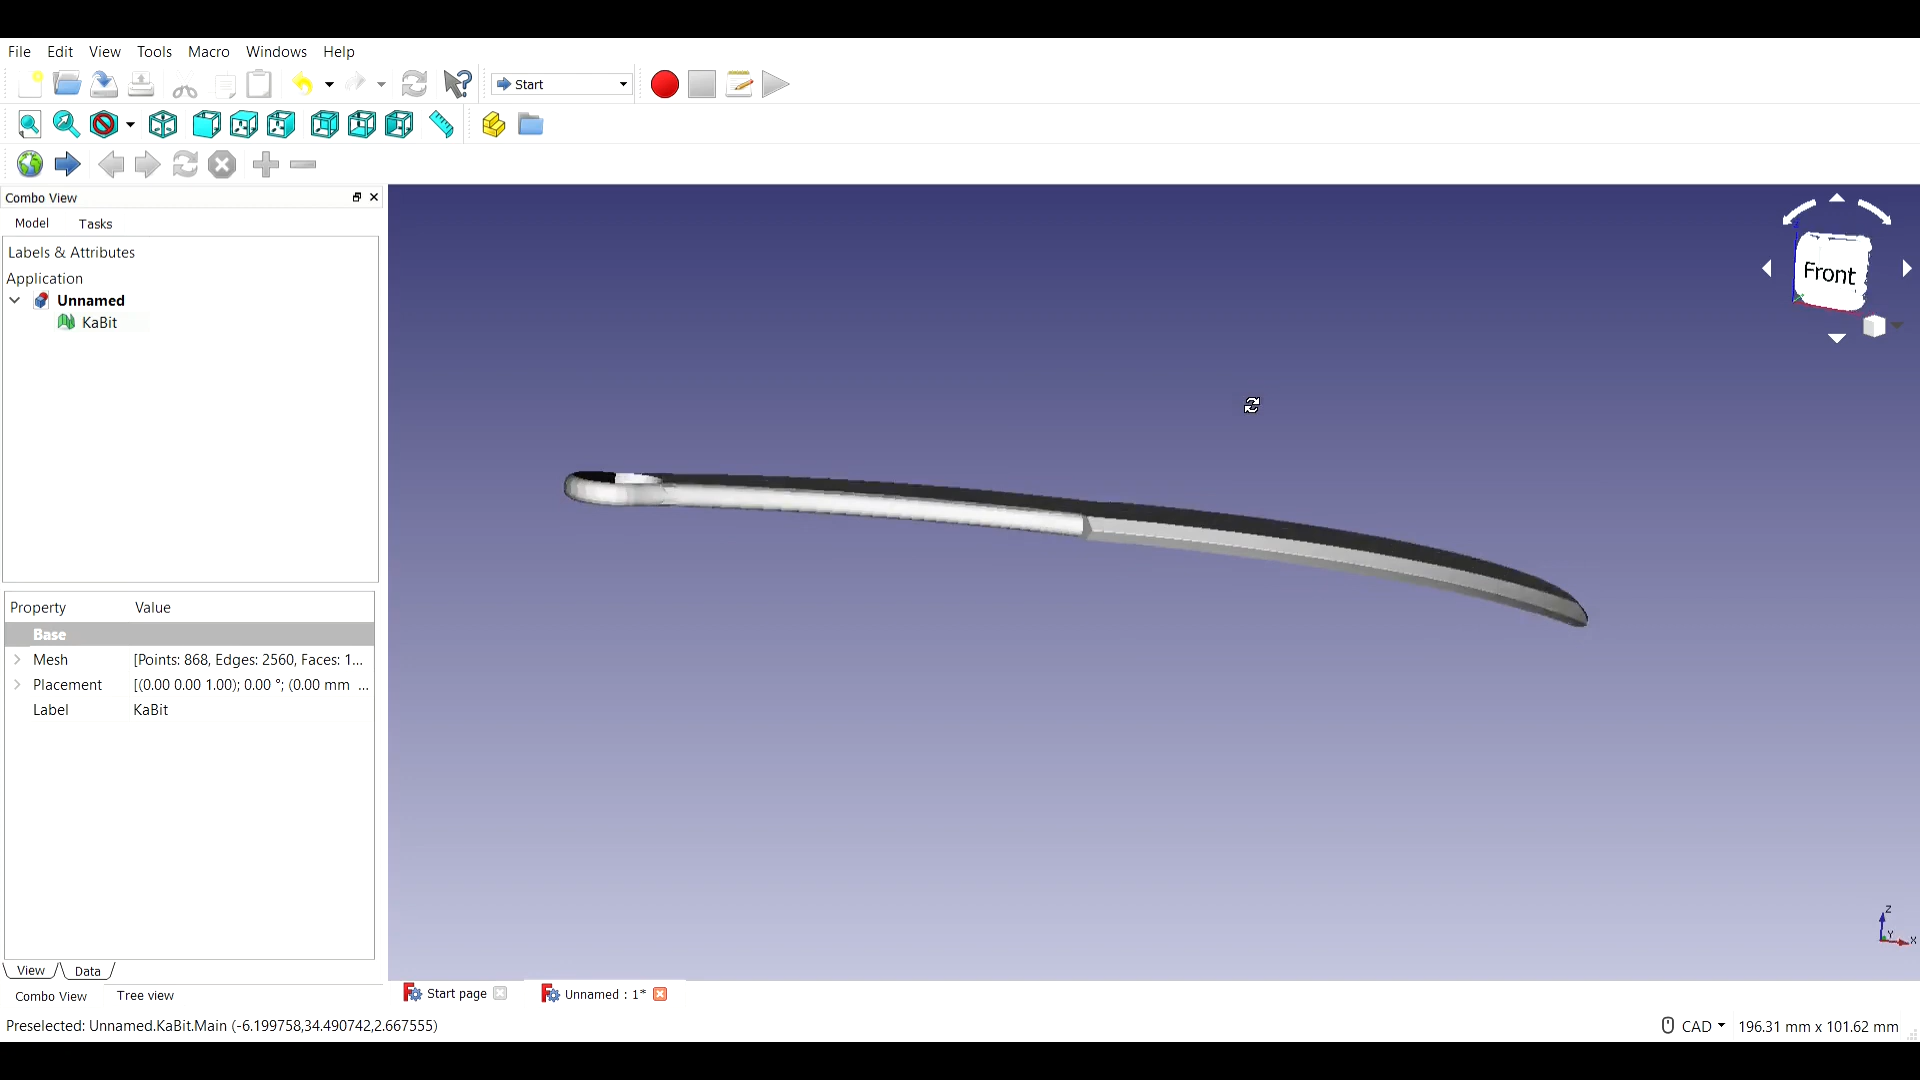 File Edit View Tools Macro Windows Help
Start
Combo View
Model Tasks
Labels & Attributes
Application
Unnamed
KaBit
Property Value
Base
Mesh [Points: 868, Edges: 2560, Faces: 1...
Placement [(0.00 0.00 1.00); 0.00 °; (0.00 mm ...
Label KaBit
View Data
Combo View Tree view
Front
Z
Y
X
Start page Unnamed : 1*
Preselected: Unnamed.KaBit.Main (-6.199758,34.490742,2.667555)
CAD 196.31 mm x 101.62 mm